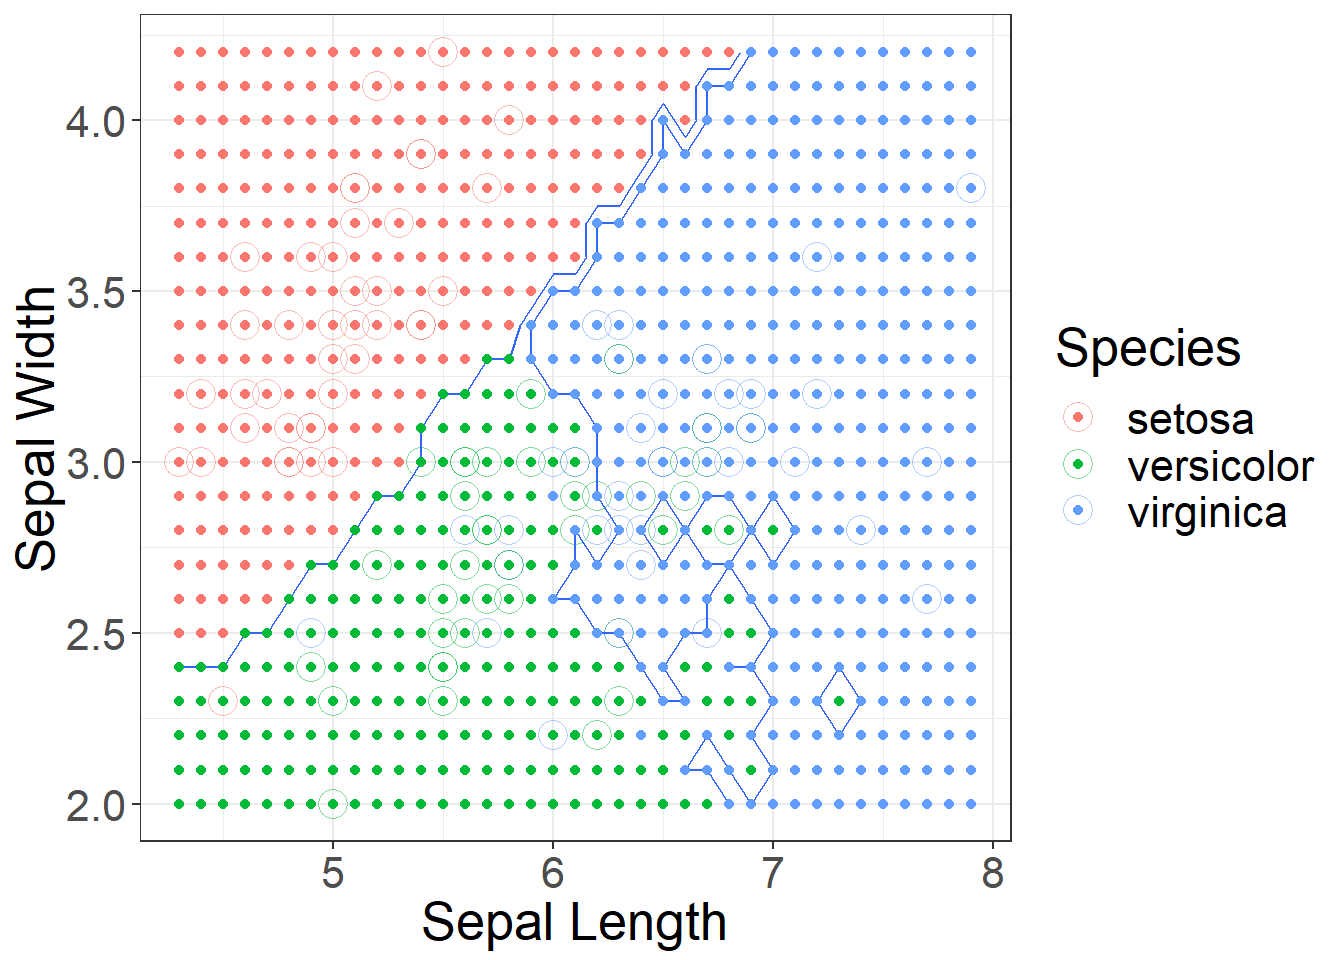 4.0
3.5
3.0
2.5
2.0
Sepal Width
5 6 7 8
Sepal Length
Species
setosa
versicolor
virginica